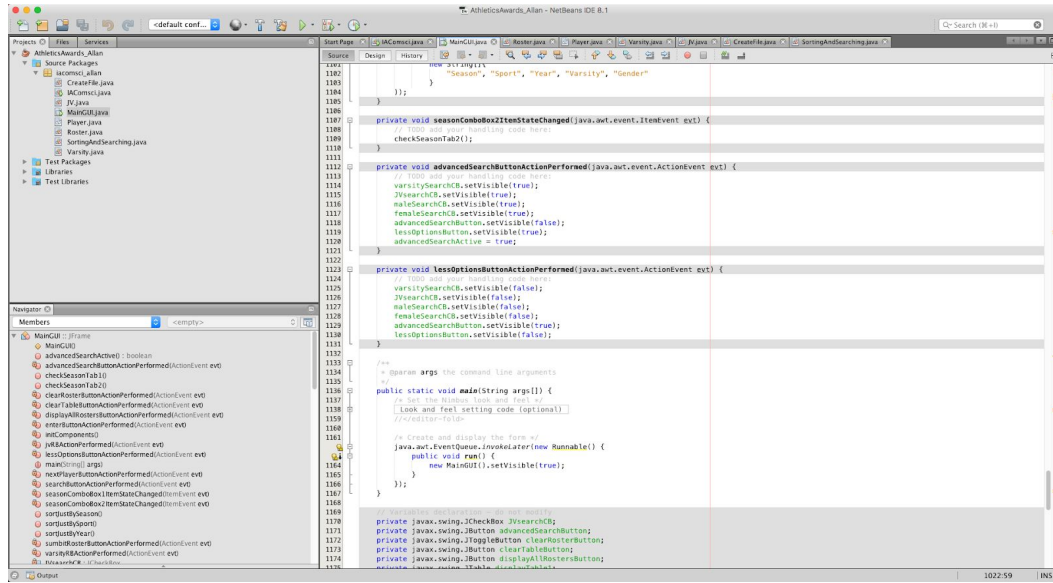 AthleticsAwards_Allan - NetBeans IDE 8.1
<default conf...
Search (⌘+I)
Projects Files Services
AthleticsAwards_Allan
Source Packages
iacomsci_allan
CreateFile.java
IAComsci.java
JV.java
MainGUI.java
Player.java
Roster.java
SortingAndSearching.java
Varsity.java
Test Packages
Libraries
Test Libraries
Navigator
Members <empty>
MainGUI :: JFrame
MainGUI()
advancedSearchActive() : boolean
advancedSearchButtonActionPerformed(ActionEvent evt)
checkSeasonTab1()
checkSeasonTab2()
clearRosterButtonActionPerformed(ActionEvent evt)
clearTableButtonActionPerformed(ActionEvent evt)
displayAllRostersButtonActionPerformed(ActionEvent evt)
enterButtonActionPerformed(ActionEvent evt)
initComponents()
jvRBActionPerformed(ActionEvent evt)
lessOptionsButtonActionPerformed(ActionEvent evt)
main(String[] args)
nextPlayerButtonActionPerformed(ActionEvent evt)
searchButtonActionPerformed(ActionEvent evt)
seasonComboBox1ItemStateChanged(ItemEvent evt)
seasonComboBox2ItemStateChanged(ItemEvent evt)
sortJustBySeason()
sortJustBySport()
sortJustByYear()
sumbitRosterButtonActionPerformed(ActionEvent evt)
varsityRBActionPerformed(ActionEvent evt)
JVsearchCB : JCheckBox
Output
Start Page IAComsci.java MainGUI.java Roster.java Player.java Varsity.java JV.java CreateFile.java SortingAndSearching.java
Source Design History
1101 new String[]{
1102 "Season", "Sport", "Year", "Varsity", "Gender"
1103 }
1104 ));
1105 }
1106
1107 private void seasonComboBox2ItemStateChanged(java.awt.event.ItemEvent evt) {
1108 // TODO add your handling code here:
1109 checkSeasonTab2();
1110 }
1111
1112 private void advancedSearchButtonActionPerformed(java.awt.event.ActionEvent evt) {
1113 // TODO add your handling code here:
1114 varsitySearchCB.setVisible(true);
1115 JVsearchCB.setVisible(true);
1116 maleSearchCB.setVisible(true);
1117 femaleSearchCB.setVisible(true);
1118 advancedSearchButton.setVisible(false);
1119 lessOptionsButton.setVisible(true);
1120 advancedSearchActive = true;
1121 }
1122
1123 private void lessOptionsButtonActionPerformed(java.awt.event.ActionEvent evt) {
1124 // TODO add your handling code here:
1125 varsitySearchCB.setVisible(false);
1126 JVsearchCB.setVisible(false);
1127 maleSearchCB.setVisible(false);
1128 femaleSearchCB.setVisible(false);
1129 advancedSearchButton.setVisible(true);
1130 lessOptionsButton.setVisible(false);
1131 }
1132
1133 /**
1134 * @param args the command line arguments
1135 */
1136 public static void main(String args[]) {
1137 /* Set the Nimbus look and feel */
1138 Look and feel setting code (optional)
1159 //</editor-fold>
1160
1161 /* Create and display the form */
java.awt.EventQueue.invokeLater(new Runnable() {
public void run() {
1164 new MainGUI().setVisible(true);
1165 }
1166 });
1167 }
1168
1169 // Variables declaration - do not modify
1170 private javax.swing.JCheckBox JVsearchCB;
1171 private javax.swing.JButton advancedSearchButton;
1172 private javax.swing.JToggleButton clearRosterButton;
1173 private javax.swing.JButton clearTableButton;
1174 private javax.swing.JButton displayAllRostersButton;
1175 private javax.swing.JTable displayTable1;
1022:59 INS